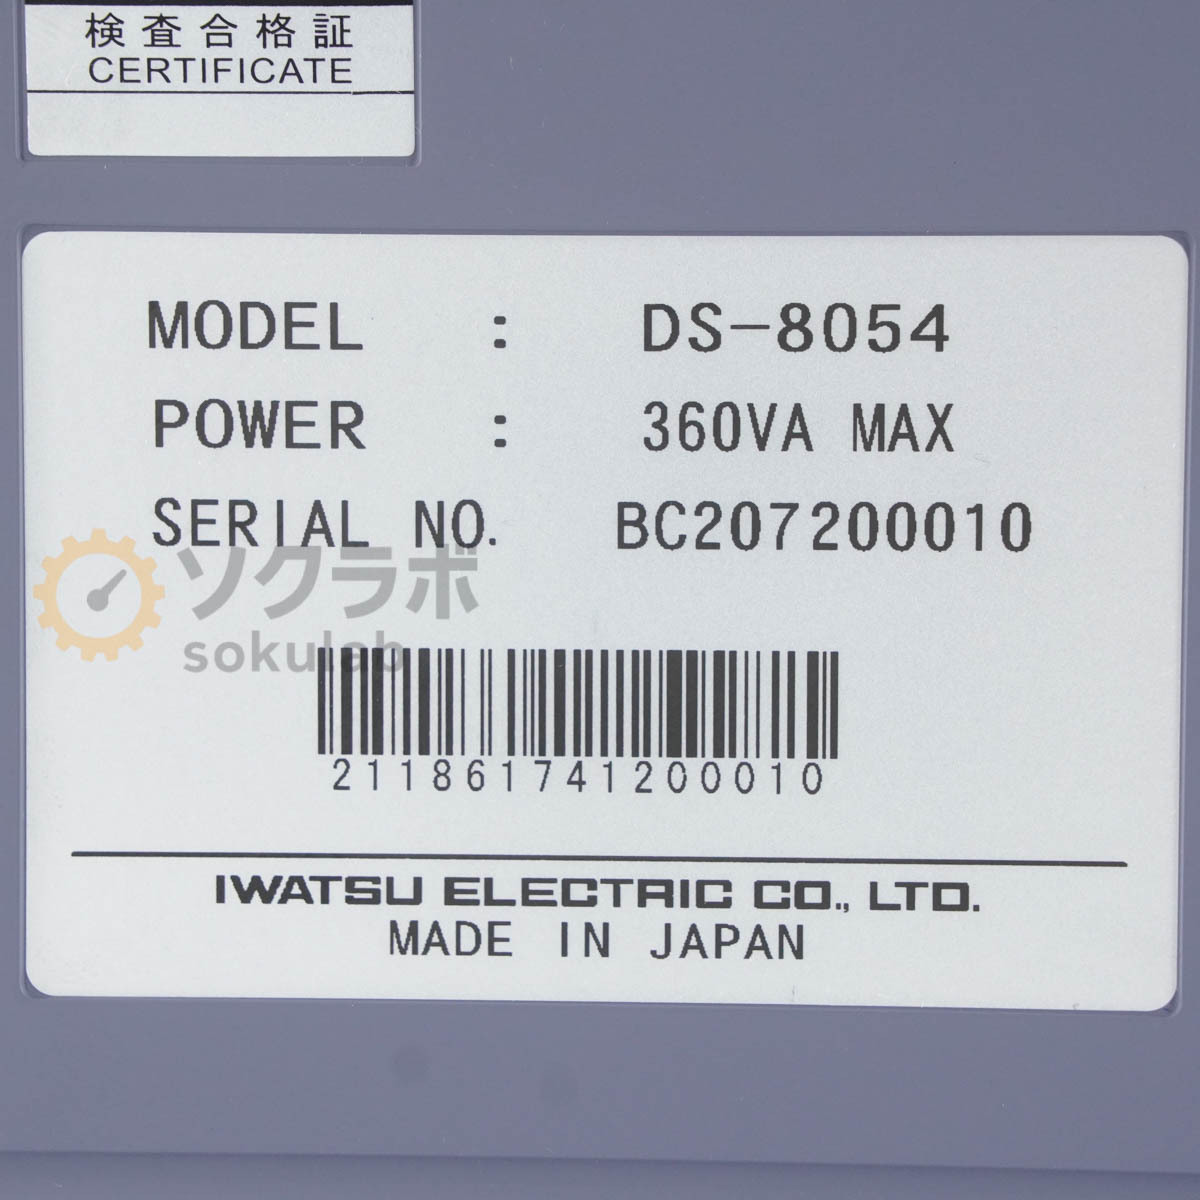 検査合格証
CERTIFICATE
MODEL : DS-8054
POWER : 360VA MAX
SERIAL NO. BC207200010
ソクラボ
sokulab
211861741200010
IWATSU ELECTRIC CO., LTD.
MADE IN JAPAN